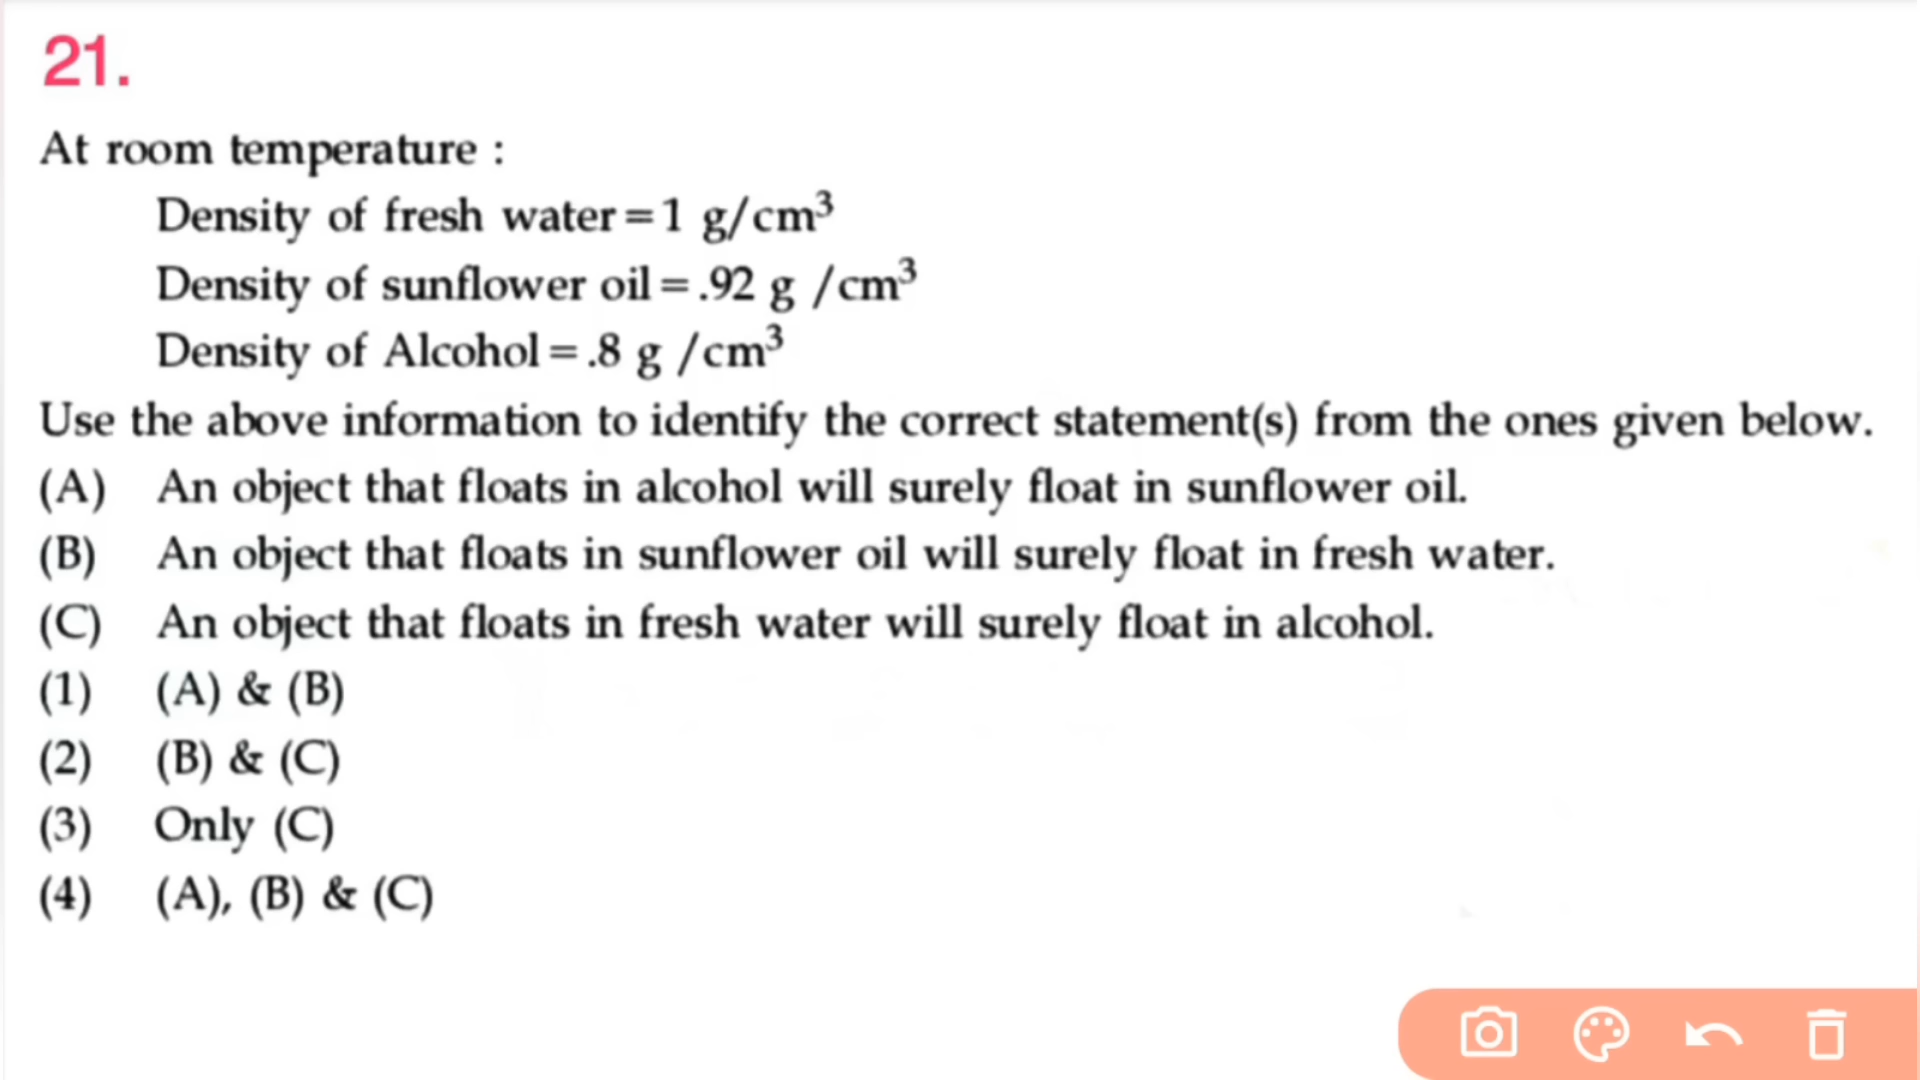 21.
At room temperature :
Density of fresh water = 1 g/cm³
Density of sunflower oil = .92 g /cm³
Density of Alcohol = .8 g /cm³
Use the above information to identify the correct statement(s) from the ones given below.
(A) An object that floats in alcohol will surely float in sunflower oil.
(B) An object that floats in sunflower oil will surely float in fresh water.
(C) An object that floats in fresh water will surely float in alcohol.
(1) (A) & (B)
(2) (B) & (C)
(3) Only (C)
(4) (A), (B) & (C)